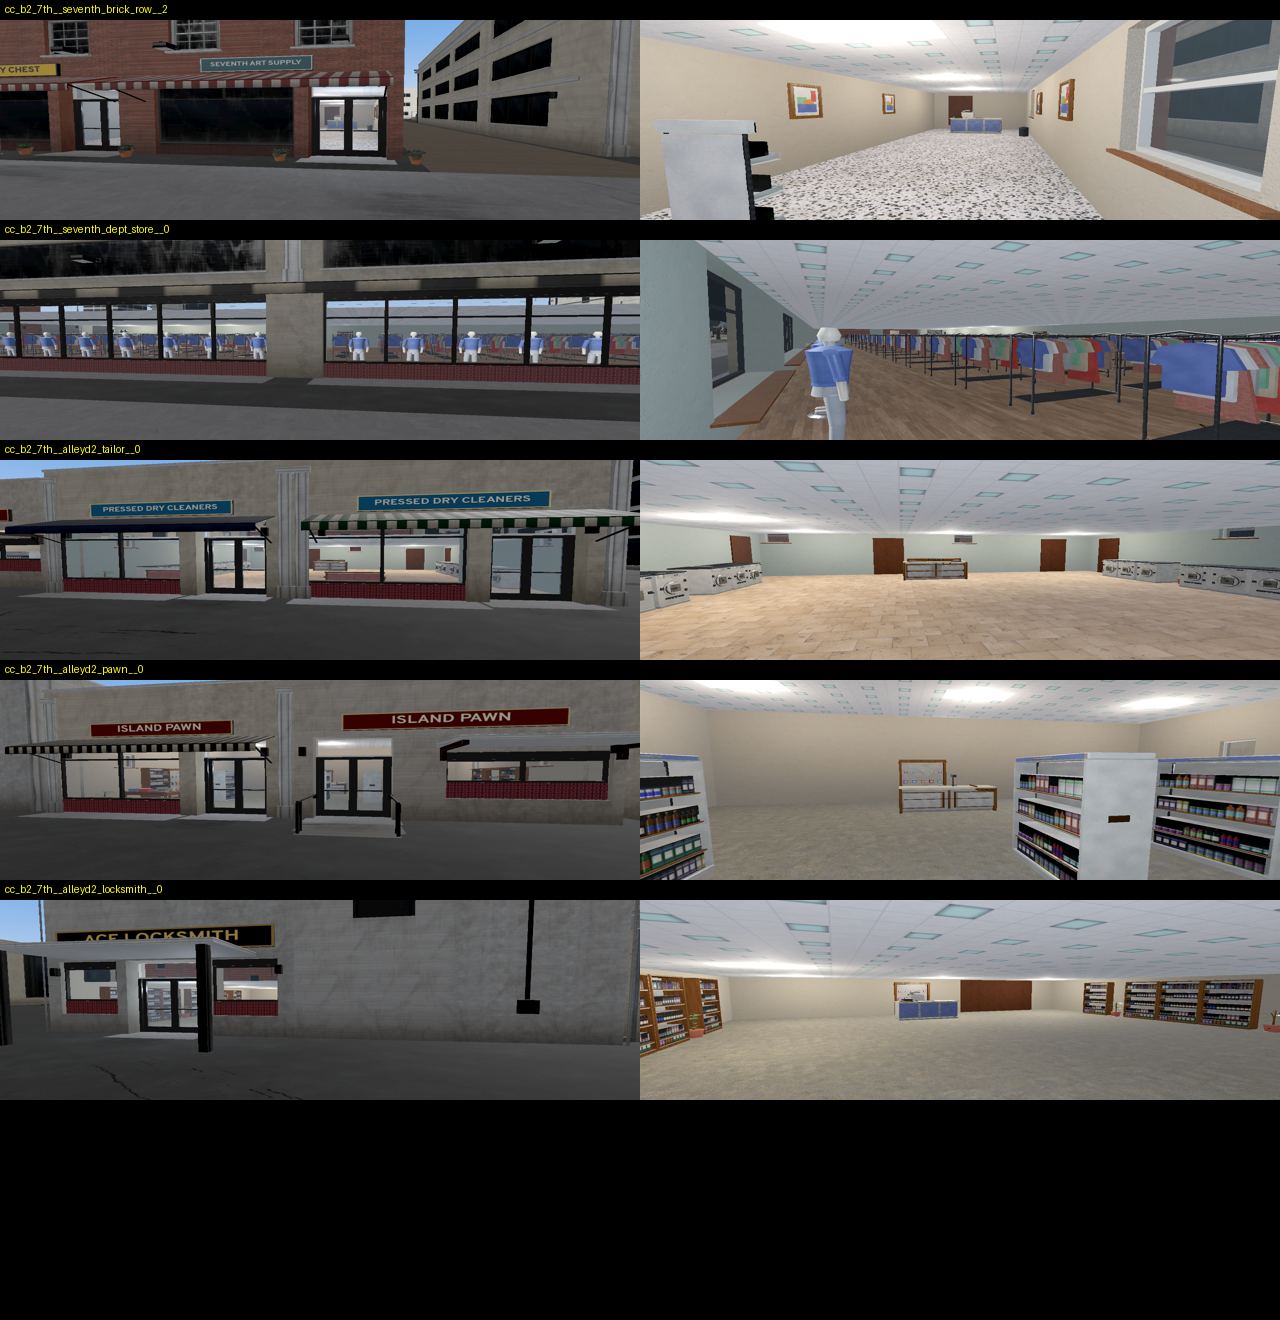 cc_b2_7th__seventh_brick_row__2
Y CHEST
SEVENTH ART SUPPLY
cc_b2_7th__seventh_dept_store__0
cc_b2_7th__alleyd2_tailor__0
PRESSED DRY CLEANERS
PRESSED DRY CLEANERS
cc_b2_7th__alleyd2_pawn__0
ISLAND PAWN
ISLAND PAWN
cc_b2_7th__alleyd2_locksmith__0
ACE LOCKSMITH